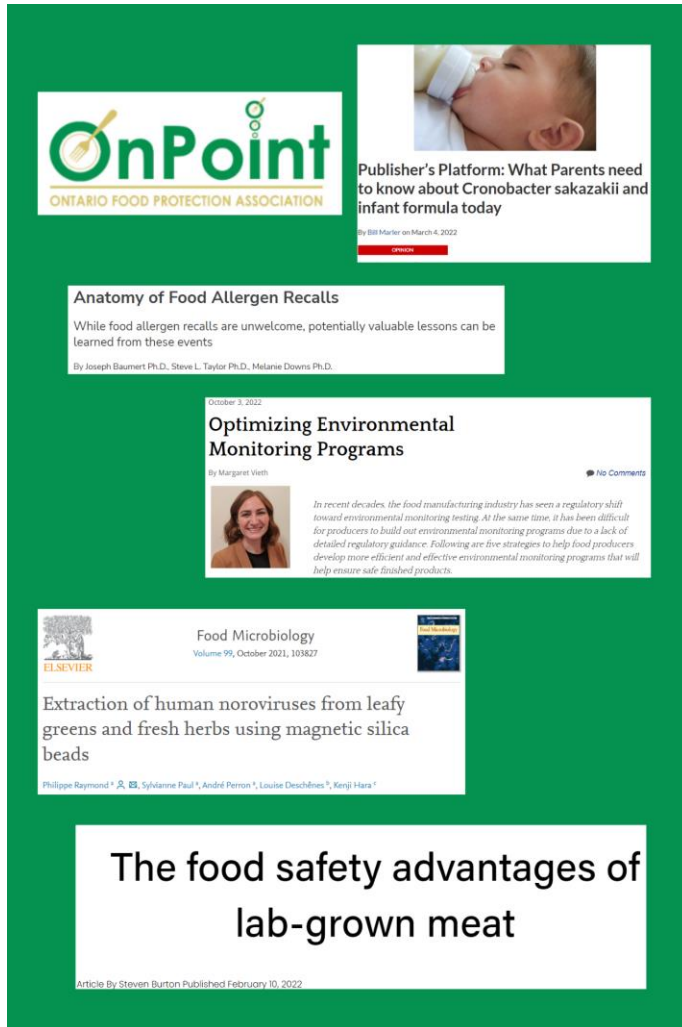 OnPoint
ONTARIO FOOD PROTECTION ASSOCIATION
Publisher's Platform: What Parents need
to know about Cronobacter sakazakii and
infant formula today
By Bill Marler on March 4, 2022
OPINION
Anatomy of Food Allergen Recalls
While food allergen recalls are unwelcome, potentially valuable lessons can be
learned from these events
By Joseph Baumert Ph.D., Steve L. Taylor Ph.D., Melanie Downs Ph.D.
October 3, 2022
Optimizing Environmental
Monitoring Programs
By Margaret Vieth
No Comments
In recent decades, the food manufacturing industry has seen a regulatory shift
toward environmental monitoring testing. At the same time, it has been difficult
for producers to build out environmental monitoring programs due to a lack of
detailed regulatory guidance. Following are five strategies to help food producers
develop more efficient and effective environmental monitoring programs that will
help ensure safe finished products.
ELSEVIER
Food Microbiology
Volume 99, October 2021, 103827
Food Microbiology
Extraction of human noroviruses from leafy
greens and fresh herbs using magnetic silica
beads
Philippe Raymond a, Sylvianne Paul a, André Perron a, Louise Deschênes b, Kenji Hara c
The food safety advantages of
lab-grown meat
Article By Steven Burton Published February 10, 2022